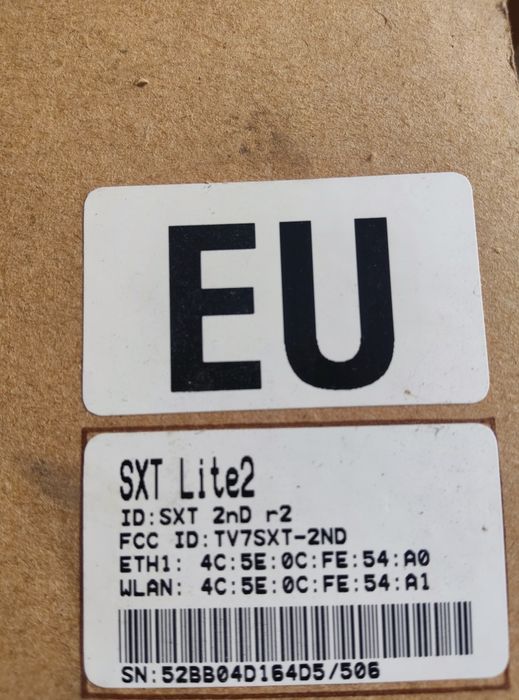 EU
SXT Lite2
ID:SXT 2nD r2
FCC ID:TV7SXT-2ND
ETH1: 4C:5E:0C:FE:54:A0
WLAN: 4C:5E:0C:FE:54:A1
SN:52BB04D164D5/506